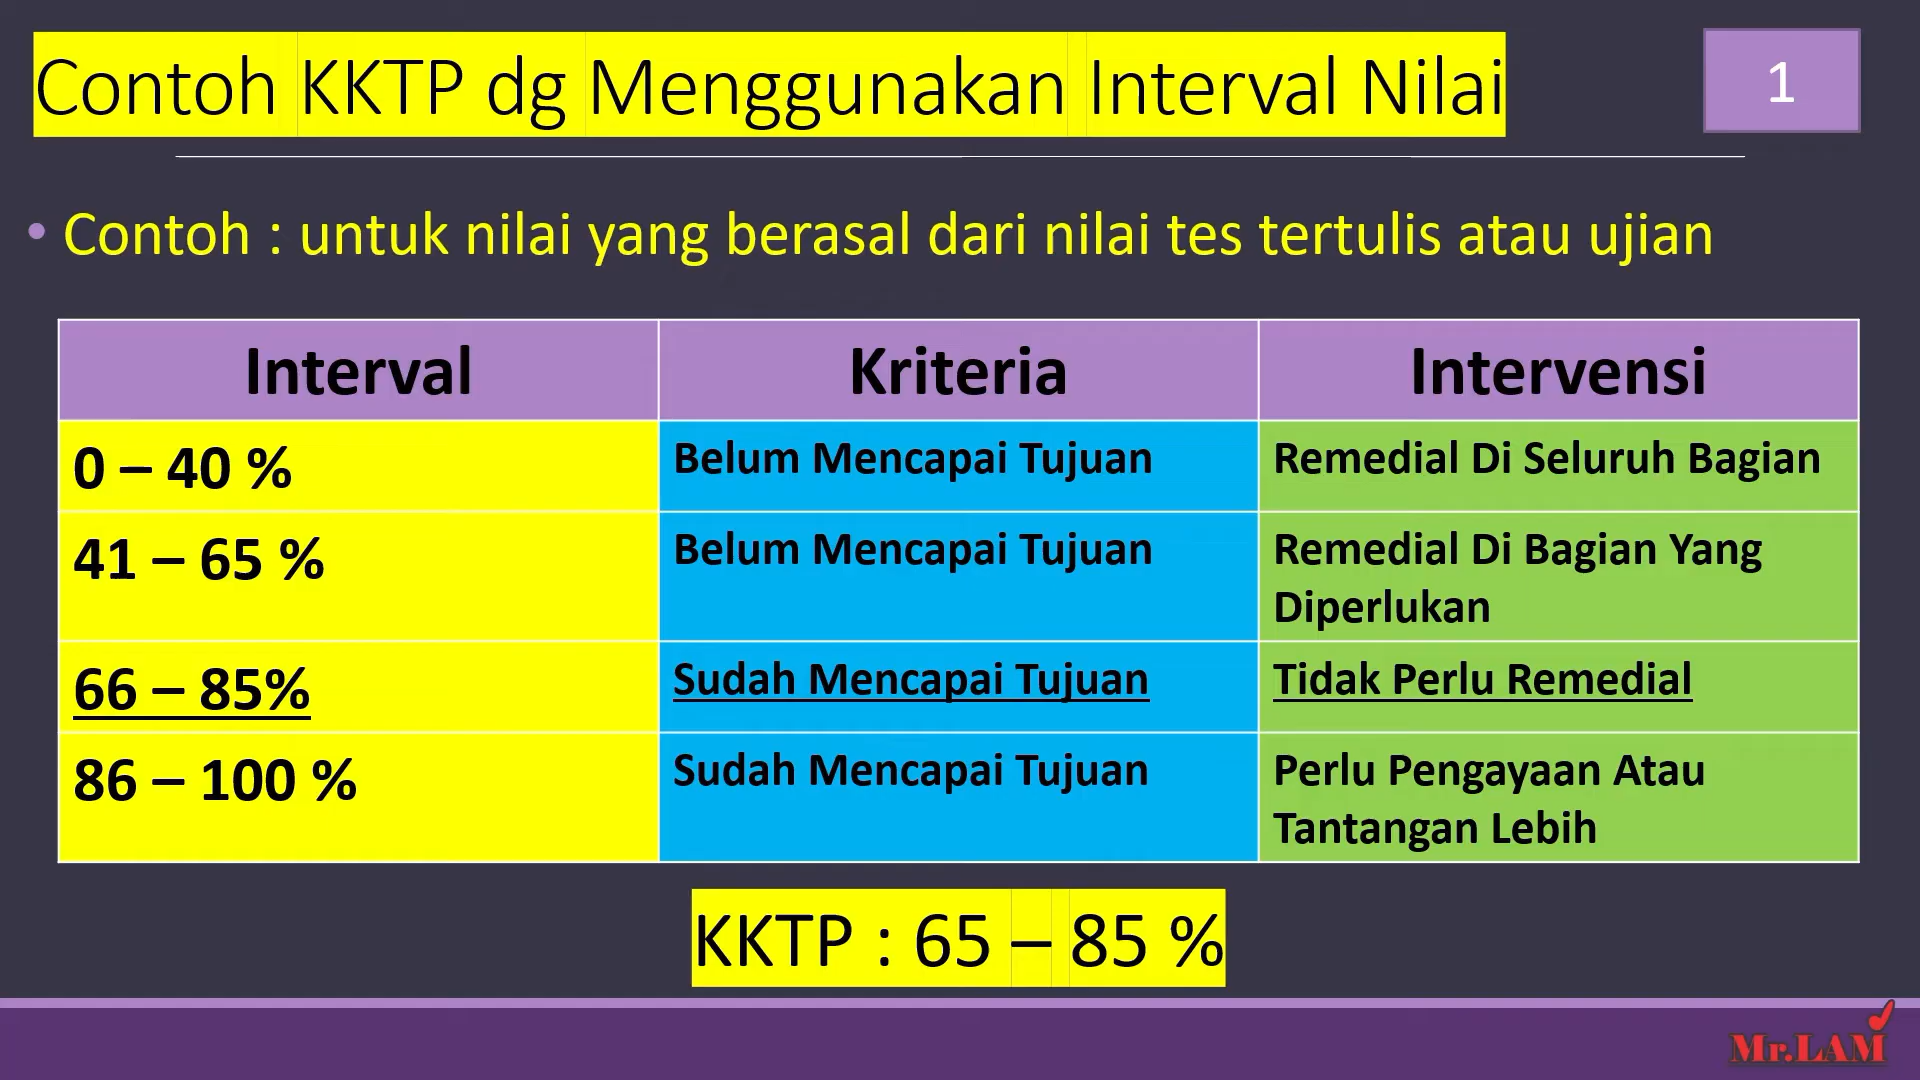 Contoh KKTP dg Menggunakan Interval Nilai
1
• Contoh : untuk nilai yang berasal dari nilai tes tertulis atau ujian
Interval Kriteria Intervensi
0 – 40 % Belum Mencapai Tujuan Remedial Di Seluruh Bagian
41 – 65 % Belum Mencapai Tujuan Remedial Di Bagian Yang
Diperlukan
66 – 85% Sudah Mencapai Tujuan Tidak Perlu Remedial
86 – 100 % Sudah Mencapai Tujuan Perlu Pengayaan Atau
Tantangan Lebih
KKTP : 65 – 85 %
Mr.LAM